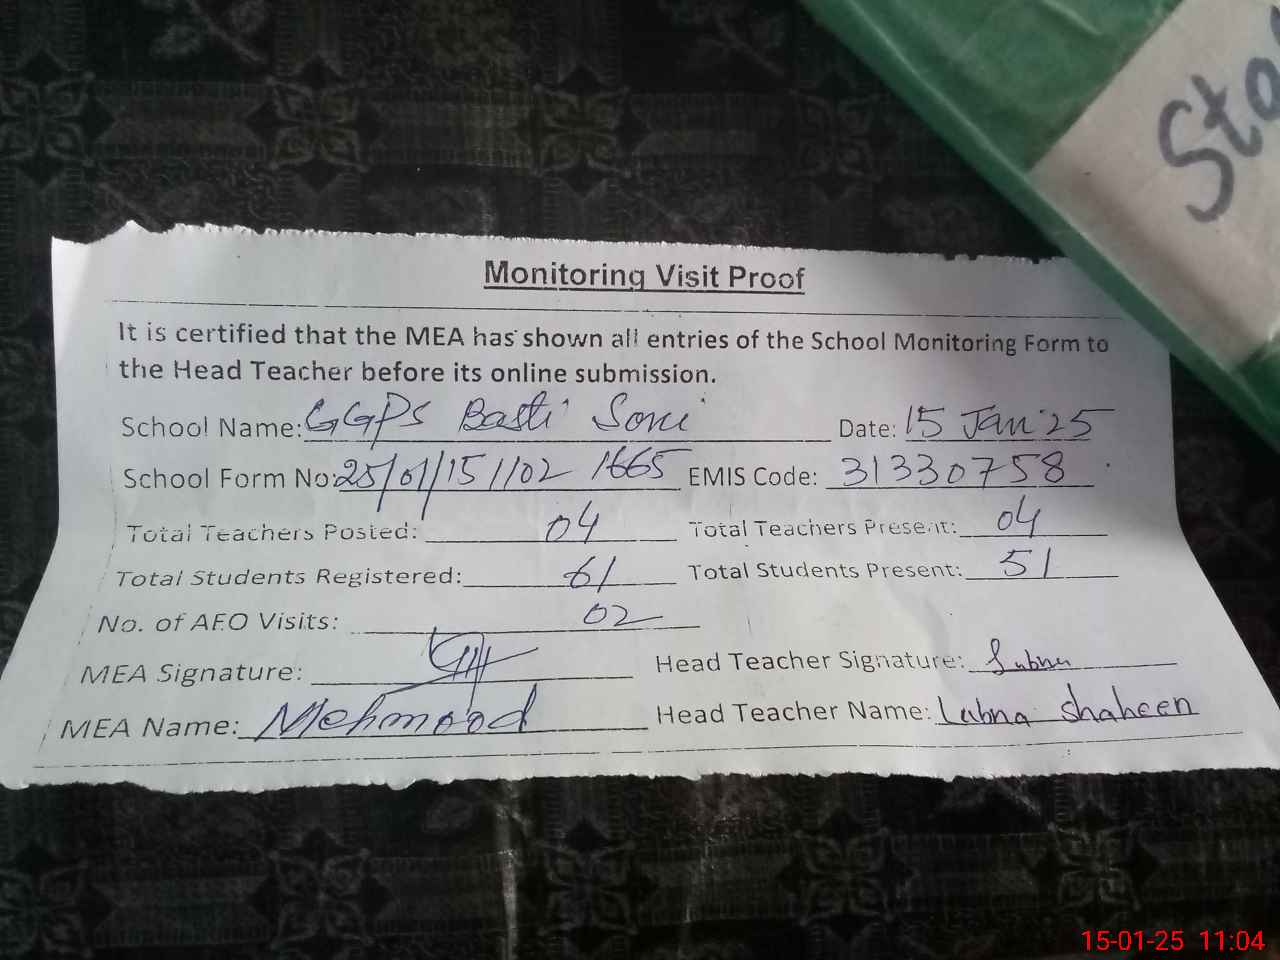 Sta
Monitoring Visit Proof
It is certified that the MEA has shown all entries of the School Monitoring Form to
the Head Teacher before its online submission.
School Name: GGPS Basti Soni Date: 15 Jan 25
School Form No: 25/01/15/102 1665 EMIS Code: 31330758
Total Teachers Posted: 04 Total Teachers Present: 04
Total Students Registered: 61 Total Students Present: 51
No. of AEO Visits: 02
MEA Signature: Head Teacher Signature: Lubna
MEA Name: Mehmood Head Teacher Name: Lubna shaheen
15-01-25 11:04